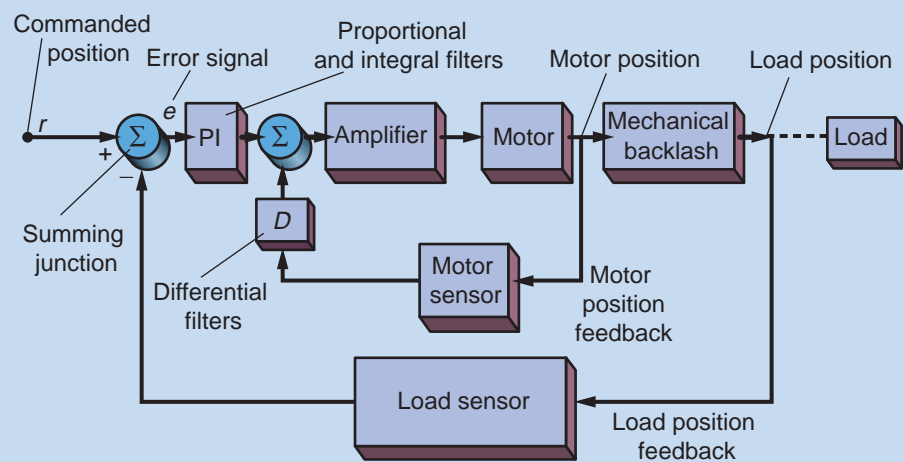 Commanded
position
Error signal
Proportional
and integral filters
Motor position
Load position
r
+
−
Σ
e
PI
Σ
Amplifier
Motor
Mechanical
backlash
Load
Summing
junction
D
Differential
filters
Motor
sensor
Motor
position
feedback
Load sensor
Load position
feedback